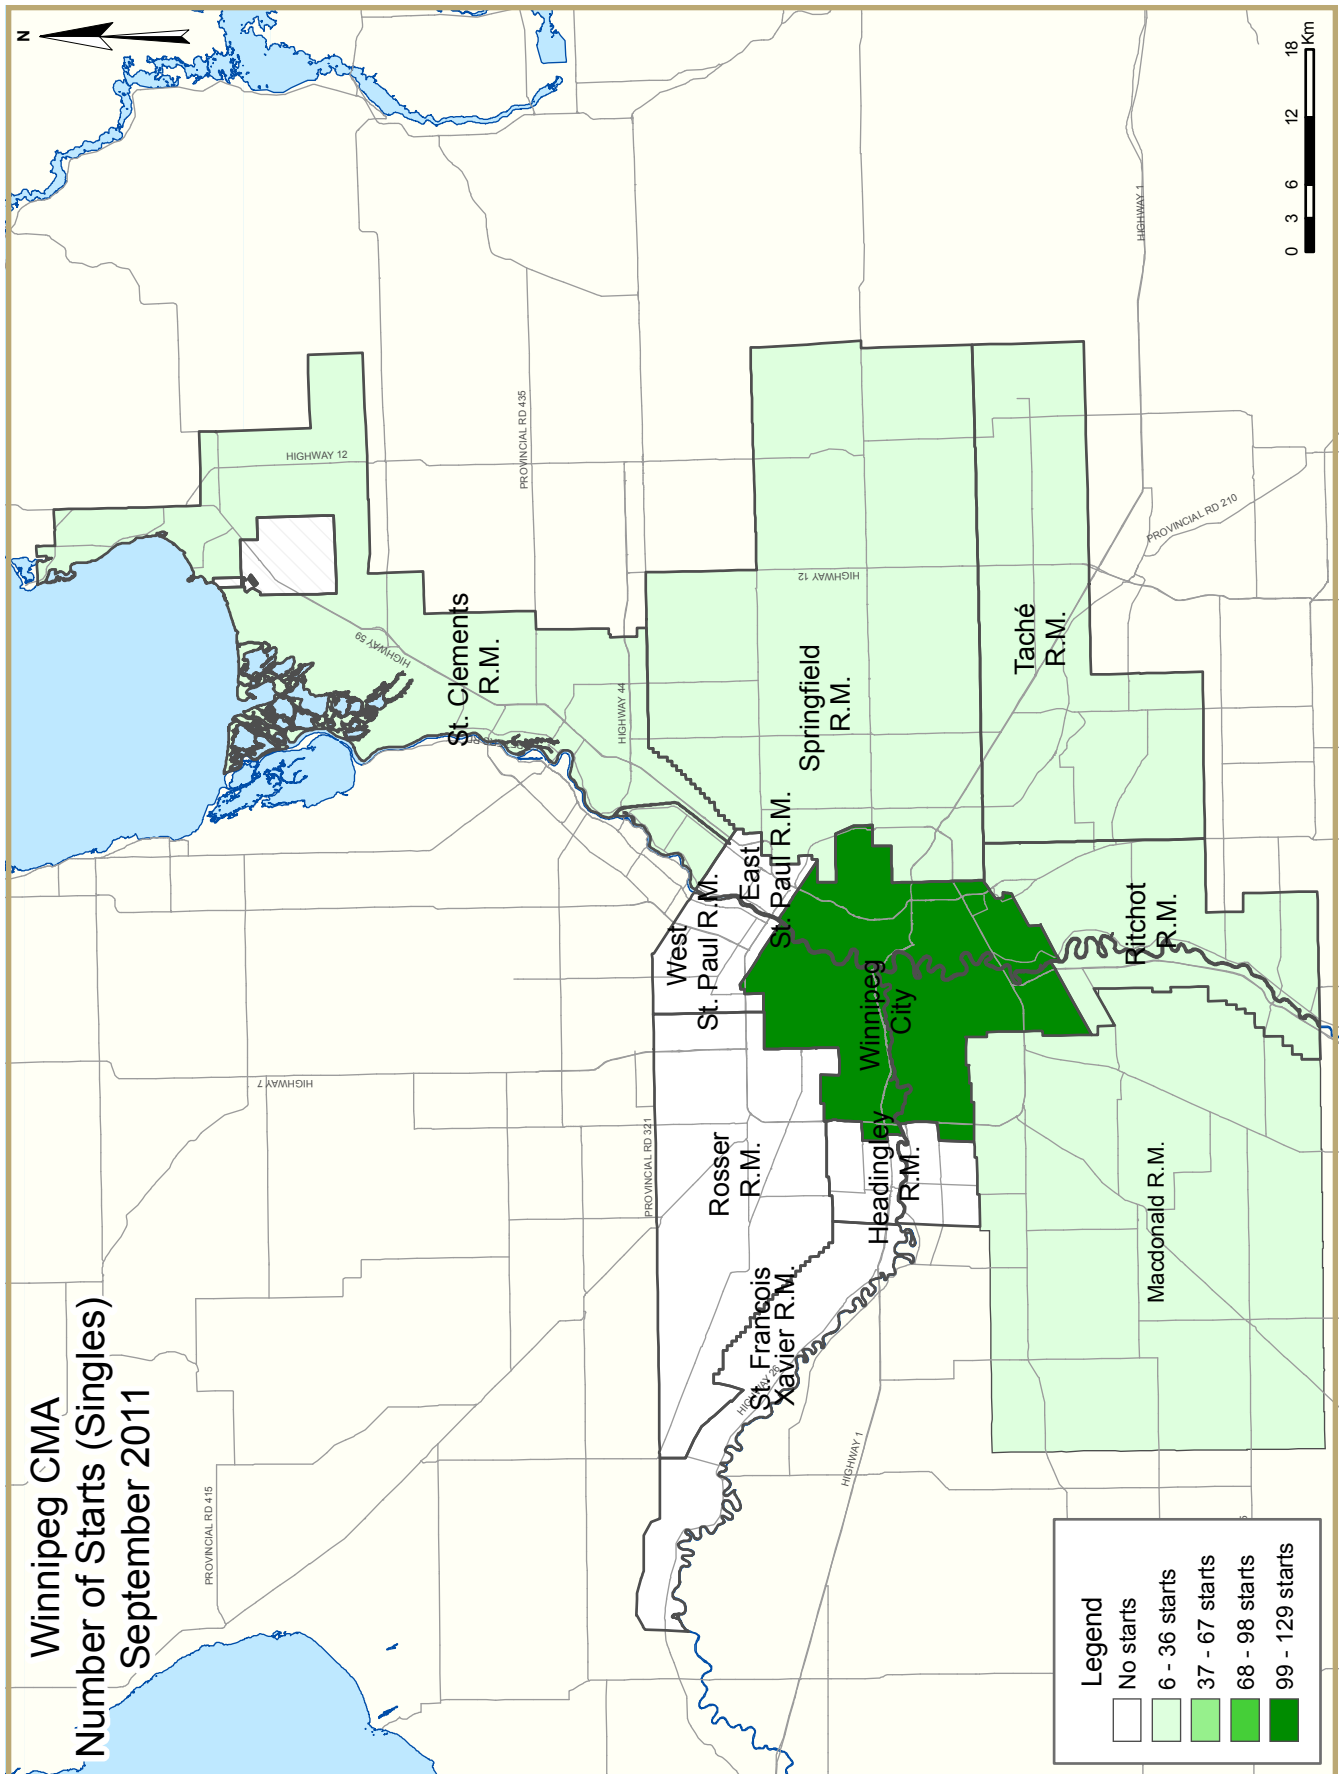 Winnipeg CMA
Number of Starts (Singles)
September 2011
N
PROVINCIAL RD 415
HIGHWAY 7
PROVINCIAL RD 321
HIGHWAY 59
HIGHWAY 12
PROVINCIAL RD 435
HIGHWAY 44
St. Clements
R.M.
West
St. Paul R.M.
East
St. Paul R.M.
Rosser
R.M.
St. Francois
Xavier R.M.
HIGHWAY 26
Headingley
R.M.
Winnipeg
City
Springfield
R.M.
HIGHWAY 12
HIGHWAY 1
HIGHWAY 1
Taché
R.M.
Ritchot
R.M.
Macdonald R.M.
PROVINCIAL RD 210
Legend
No starts
6 - 36 starts
37 - 67 starts
68 - 98 starts
99 - 129 starts
0 3 6 12 18
Km